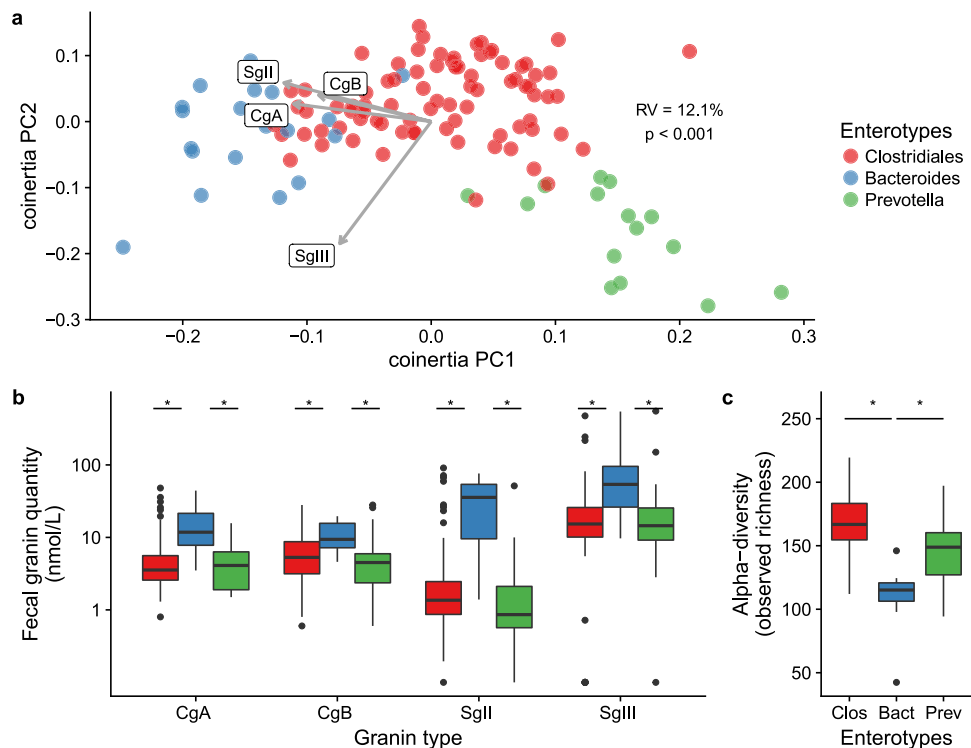 a
coinertia PC2
0.1
0.0
−0.1
−0.2
−0.3
SgII
CgB
CgA
SgIII
RV = 12.1%
p < 0.001
−0.2
−0.1
0.0
0.1
0.2
0.3
coinertia PC1
Enterotypes
Clostridiales
Bacteroides
Prevotella
b
Fecal granin quantity
(nmol/L)
100
10
1
* * * * * * * *
CgA
CgB
SgII
SgIII
Granin type
c
Alpha−diversity
(observed richness)
250
200
150
100
50
* *
Clos Bact Prev
Enterotypes